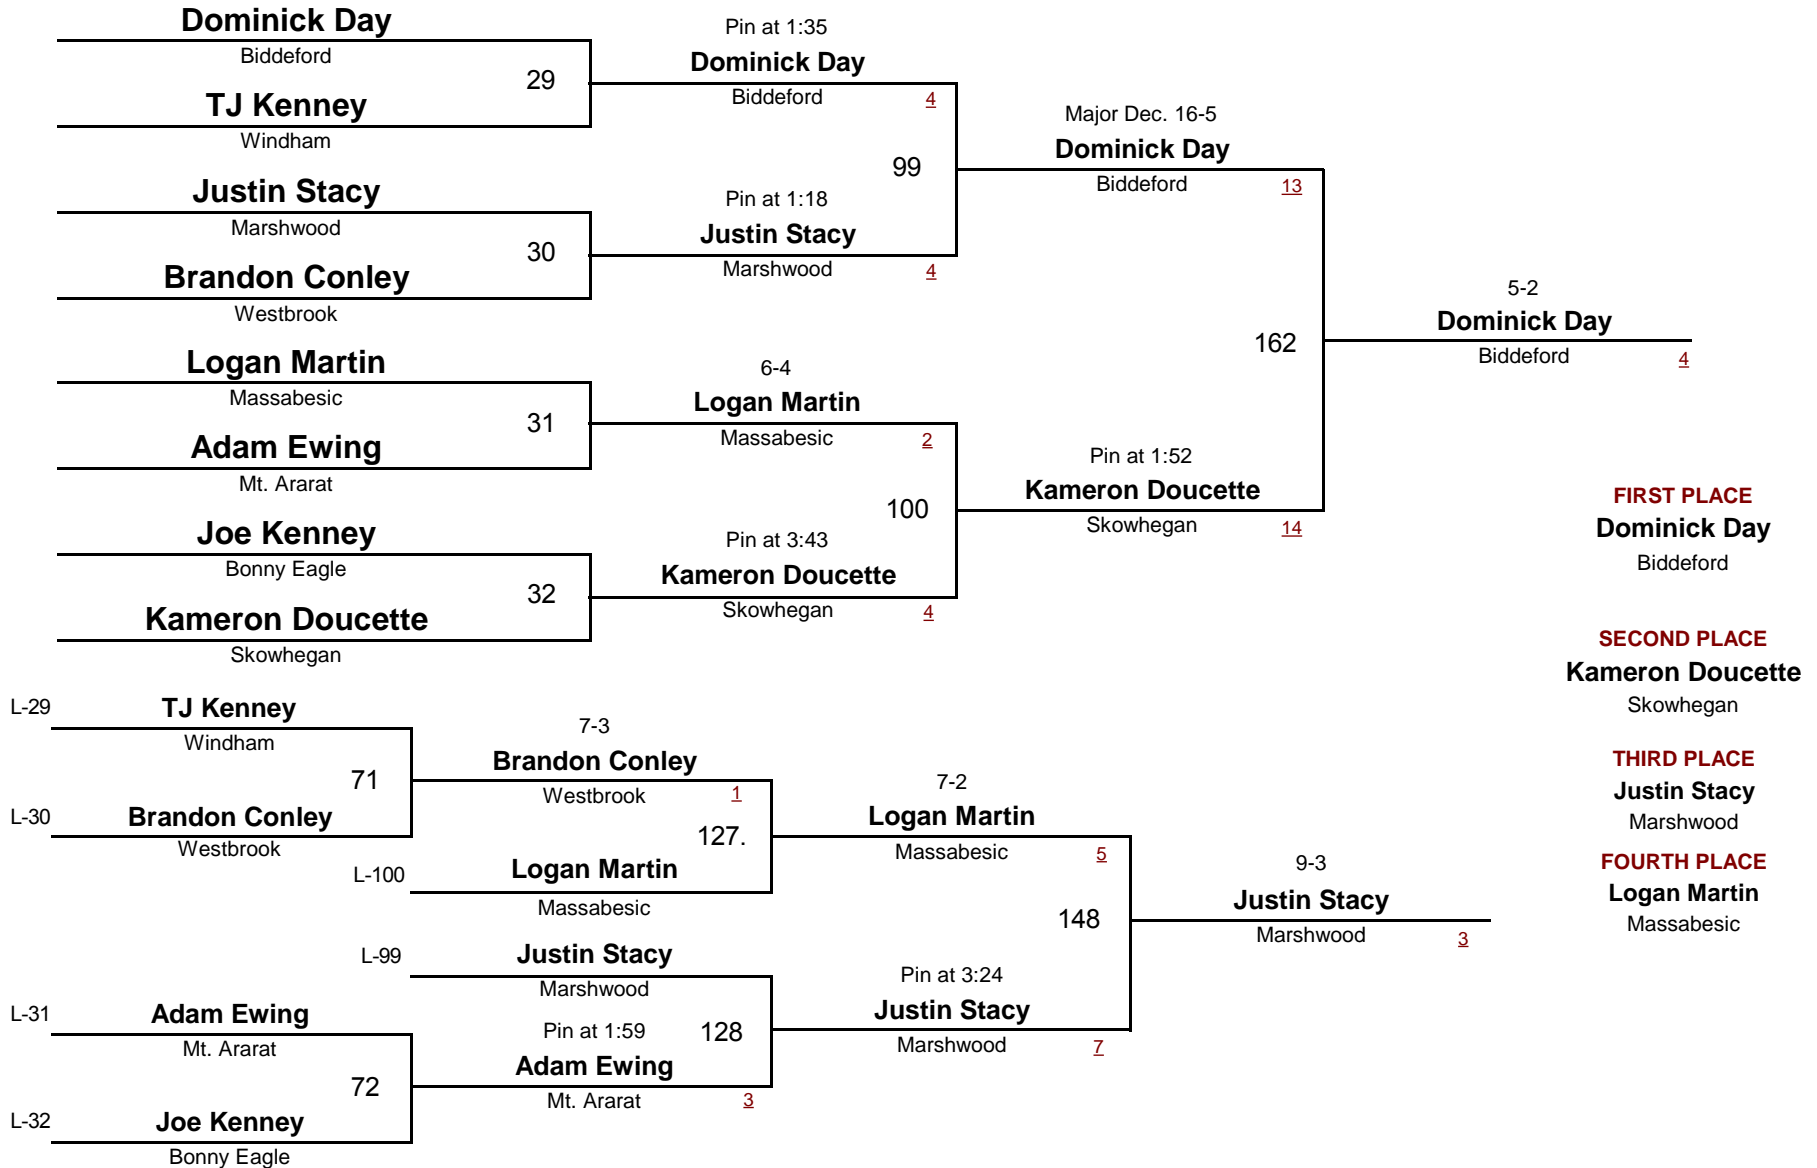 Dominick Day
Biddeford
29
TJ Kenney
Windham
Justin Stacy
Marshwood
30
Brandon Conley
Westbrook
Logan Martin
Massabesic
31
Adam Ewing
Mt. Ararat
Joe Kenney
Bonny Eagle
32
Kameron Doucette
Skowhegan
Pin at 1:35
Dominick Day
Biddeford 4
99
Pin at 1:18
Justin Stacy
Marshwood 4
6-4
Logan Martin
Massabesic 2
100
Pin at 3:43
Kameron Doucette
Skowhegan 4
Major Dec. 16-5
Dominick Day
Biddeford 13
162
Pin at 1:52
Kameron Doucette
Skowhegan 14
5-2
Dominick Day
Biddeford 4
FIRST PLACE
Dominick Day
Biddeford
SECOND PLACE
Kameron Doucette
Skowhegan
THIRD PLACE
Justin Stacy
Marshwood
FOURTH PLACE
Logan Martin
Massabesic
L-29 TJ Kenney
Windham
71
L-30 Brandon Conley
Westbrook
7-3
Brandon Conley
Westbrook 1
127.
L-100 Logan Martin
Massabesic
L-99 Justin Stacy
Marshwood
128
Pin at 1:59
Adam Ewing
Mt. Ararat 3
L-31 Adam Ewing
Mt. Ararat
72
L-32 Joe Kenney
Bonny Eagle
7-2
Logan Martin
Massabesic 5
148
Pin at 3:24
Justin Stacy
Marshwood 7
9-3
Justin Stacy
Marshwood 3